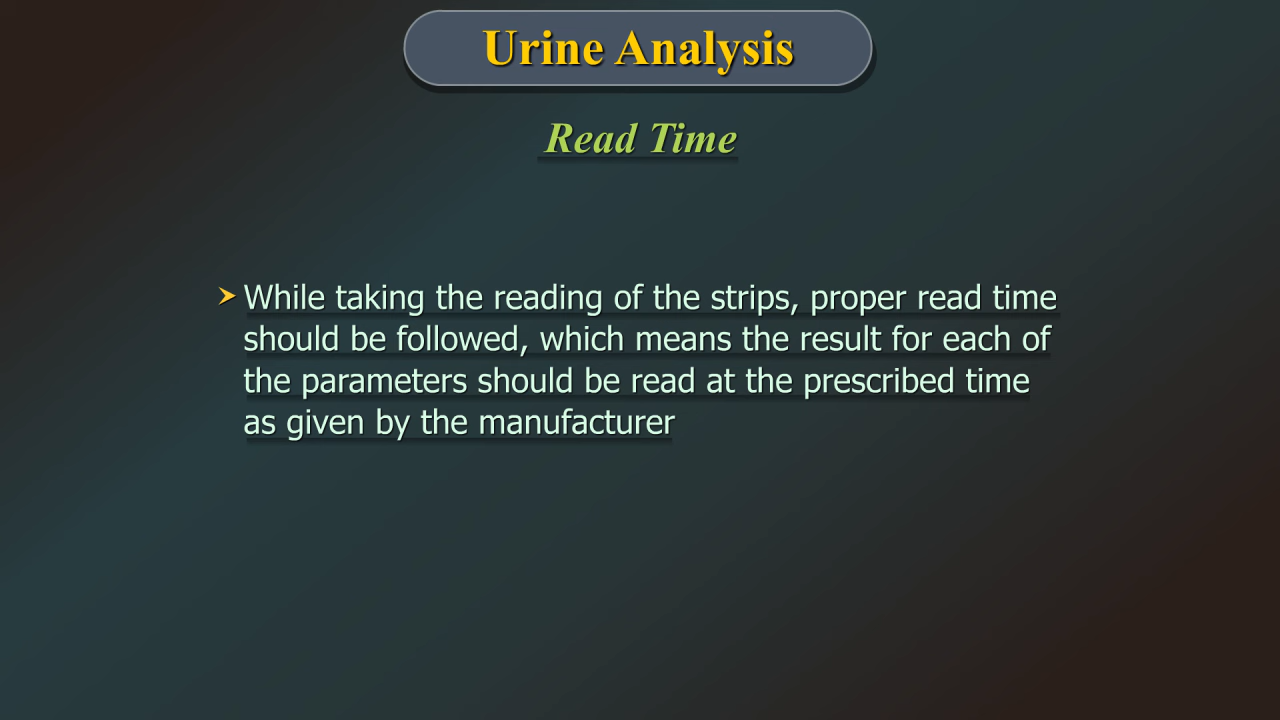 Urine Analysis
Read Time
While taking the reading of the strips, proper read time
should be followed, which means the result for each of
the parameters should be read at the prescribed time
as given by the manufacturer